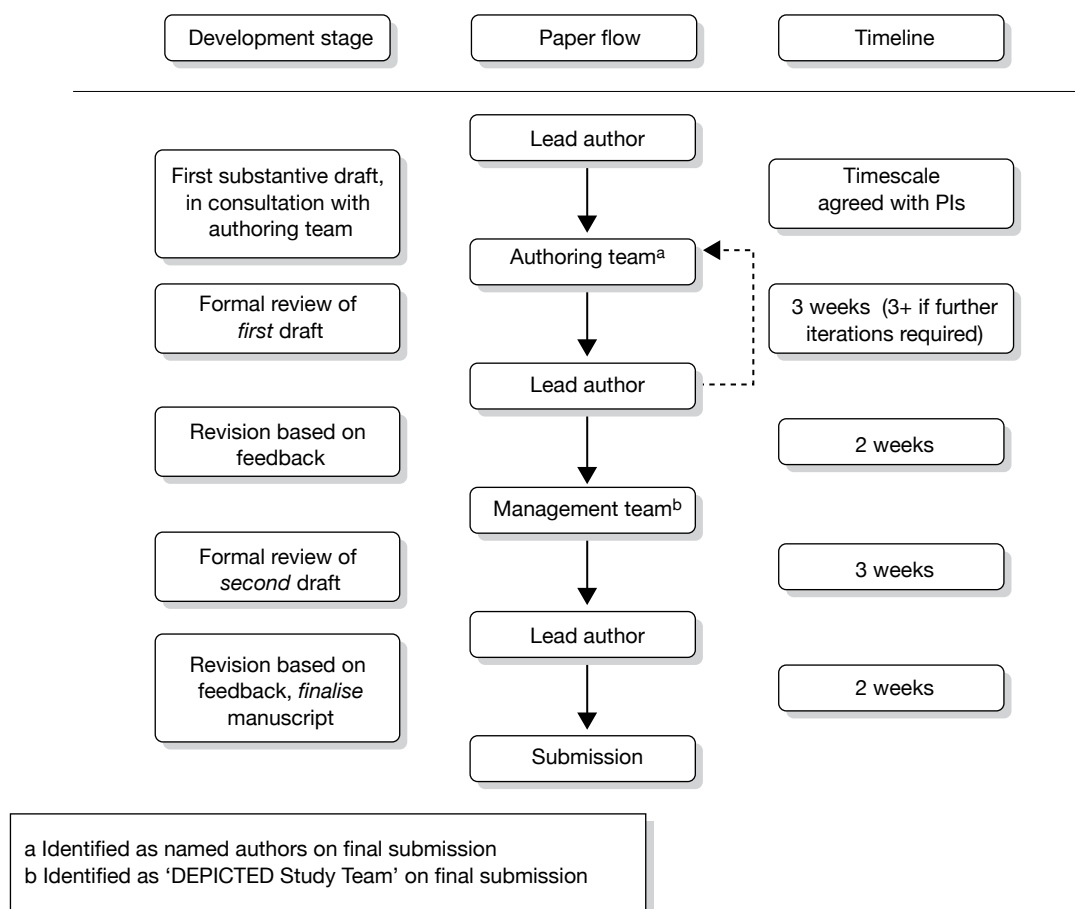 Development stage
Paper flow
Timeline
Lead author
First substantive draft,
in consultation with
authoring team
Timescale
agreed with PIs
Authoring teamᵃ
Formal review of
first draft
3 weeks (3+ if further
iterations required)
Lead author
Revision based on
feedback
2 weeks
Management teamᵇ
Formal review of
second draft
3 weeks
Lead author
Revision based on
feedback, finalise
manuscript
2 weeks
Submission
a Identified as named authors on final submission
b Identified as ‘DEPICTED Study Team’ on final submission